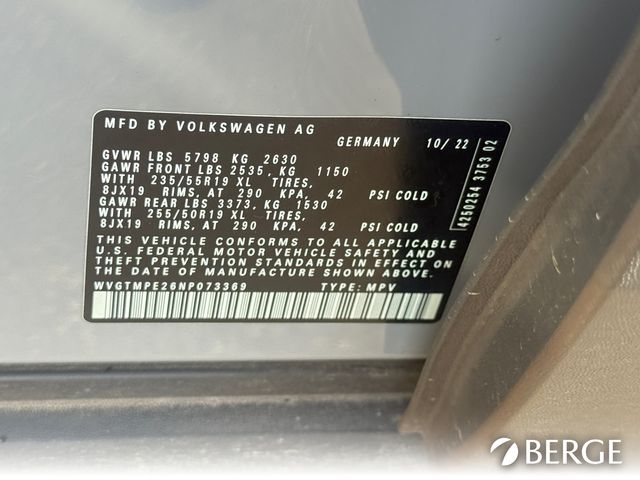 MFD BY VOLKSWAGEN AG
GERMANY 10/22
GVWR LBS 5798 KG 2630
GAWR FRONT LBS 2535, KG 1150
WITH 235/55R19 XL TIRES,
8JX19 RIMS, AT 290 KPA, 42 PSI COLD
GAWR REAR LBS 3373, KG 1530
WITH 255/50R19 XL TIRES,
8JX19 RIMS, AT 290 KPA, 42 PSI COLD
THIS VEHICLE CONFORMS TO ALL APPLICABLE
U.S. FEDERAL MOTOR VEHICLE SAFETY AND
THEFT PREVENTION STANDARDS IN EFFECT ON
THE DATE OF MANUFACTURE SHOWN ABOVE.
WVGTMPE26NP073369 TYPE: MPV
4250254 3753 02
BERGE